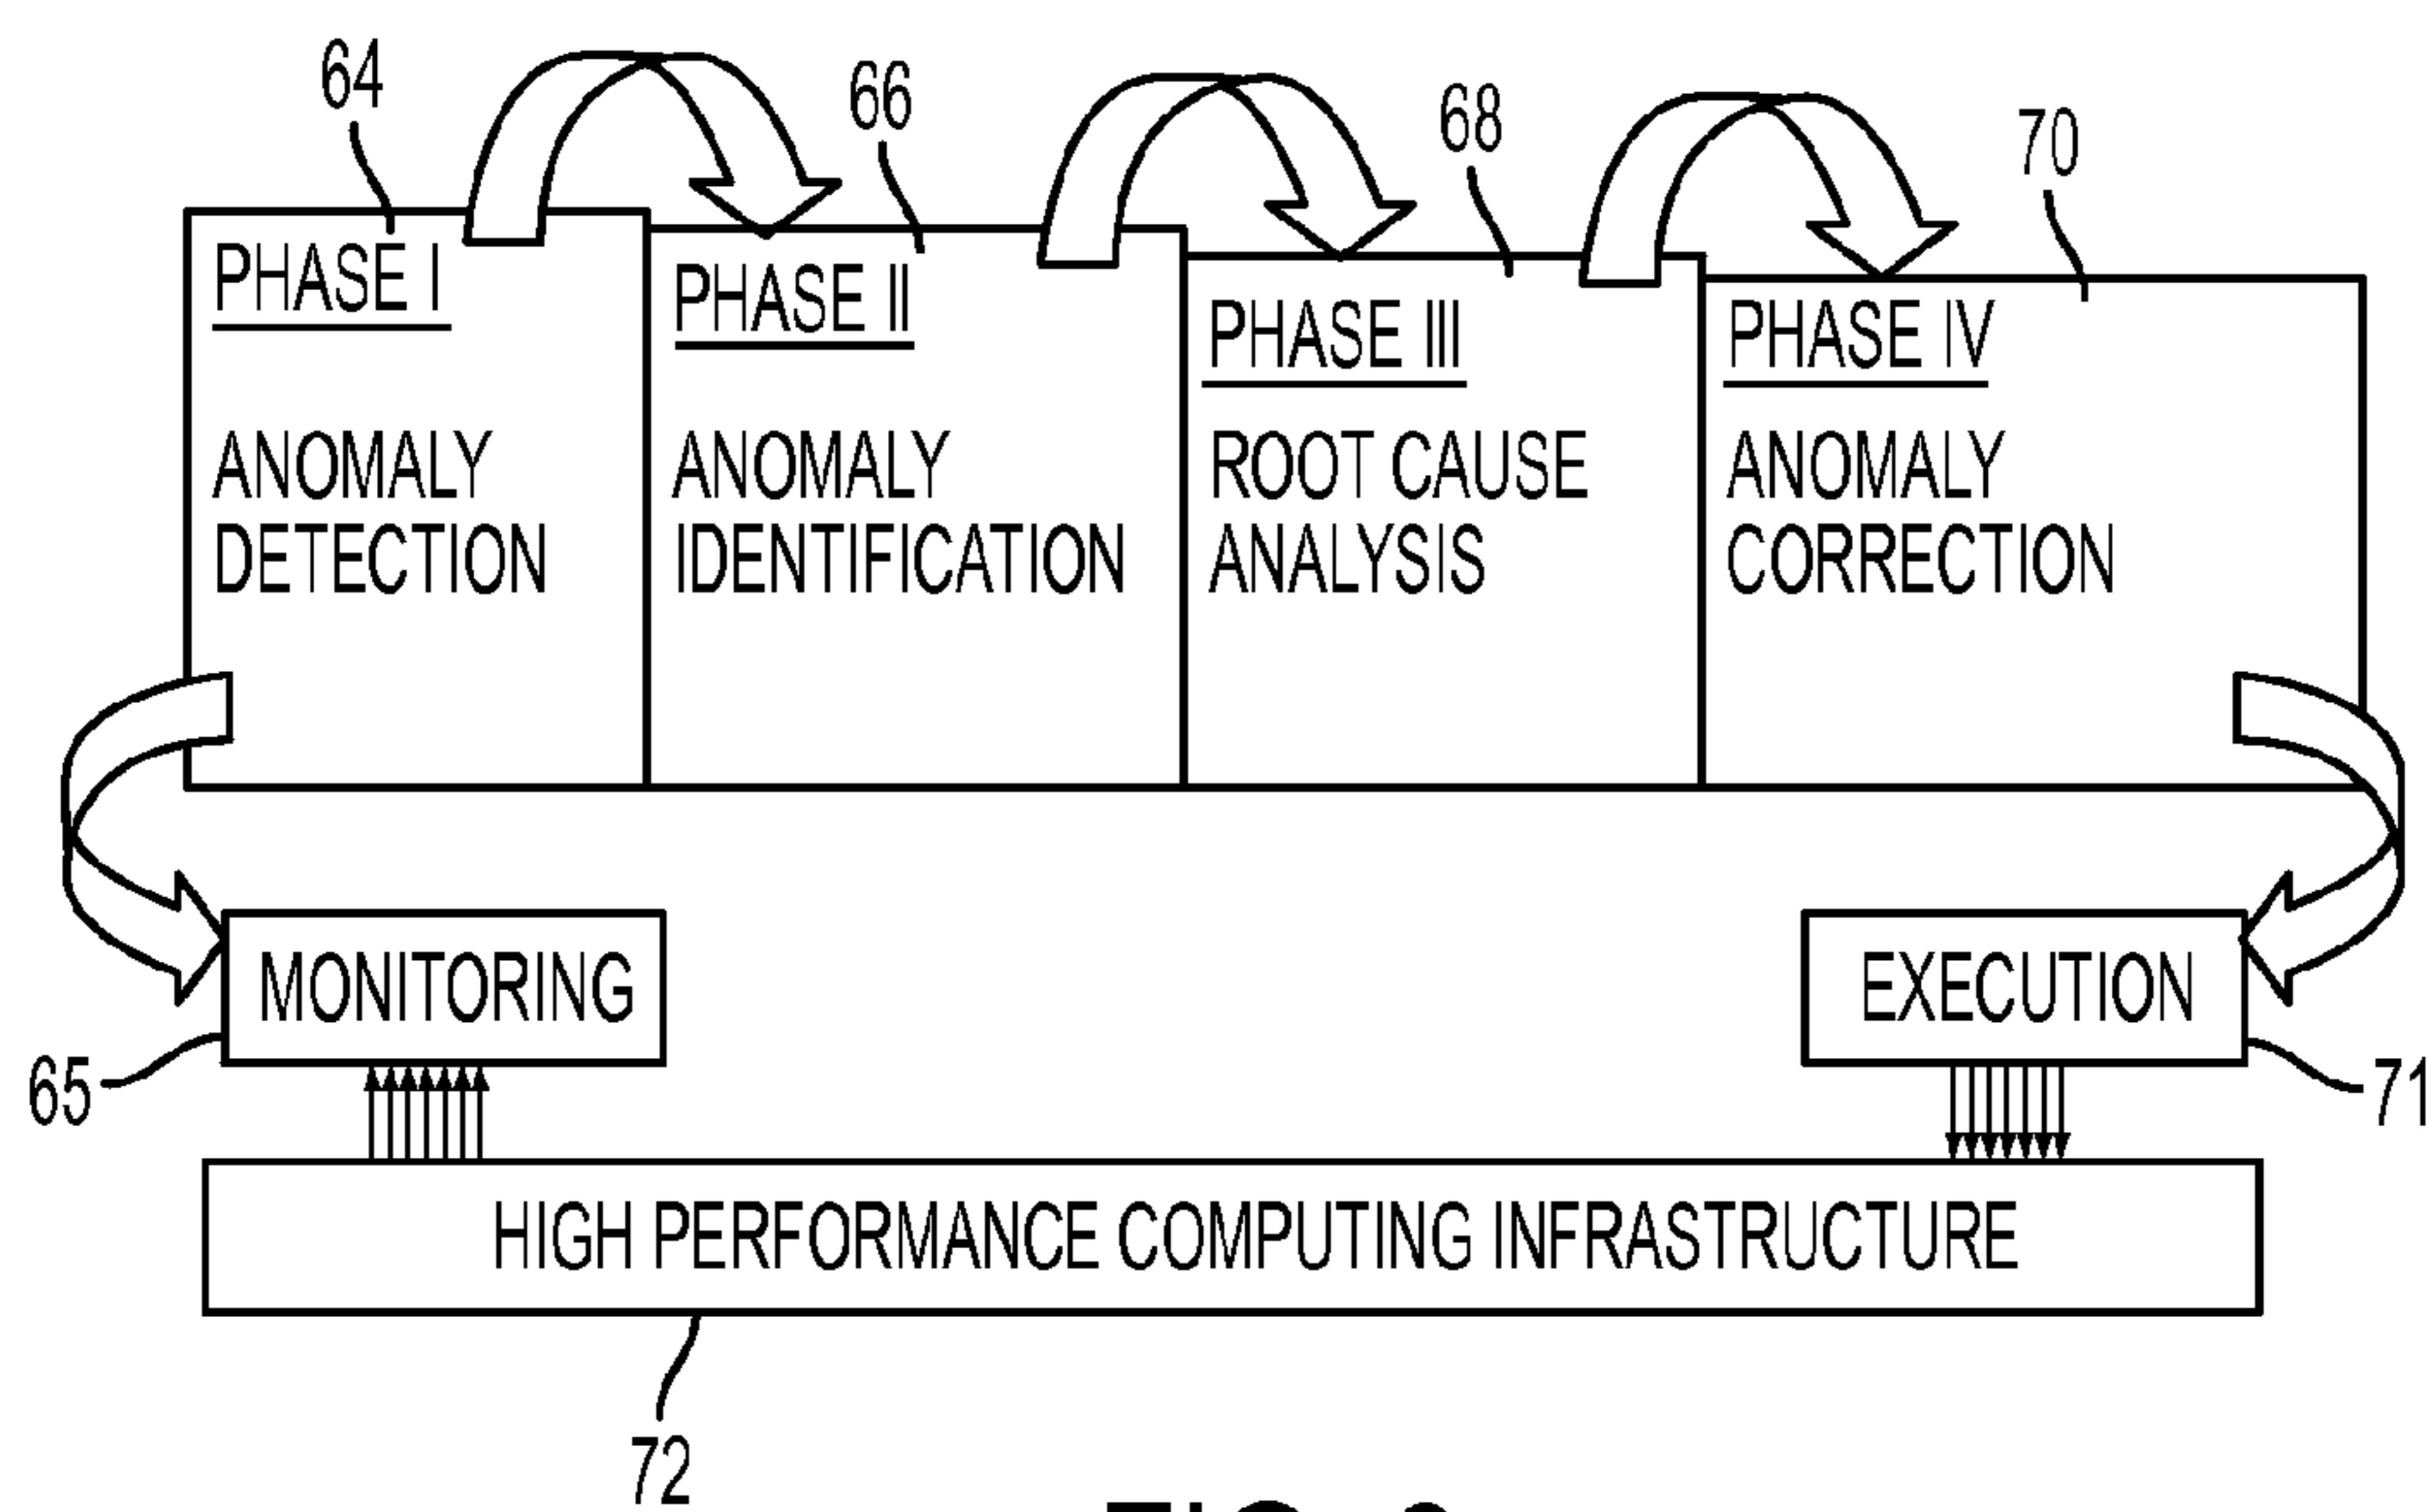 64
66
68
70
PHASE I
PHASE II
PHASE III
PHASE IV
ANOMALY
DETECTION
ANOMALY
IDENTIFICATION
ROOT CAUSE
ANALYSIS
ANOMALY
CORRECTION
MONITORING
EXECUTION
65
71
HIGH PERFORMANCE COMPUTING INFRASTRUCTURE
72